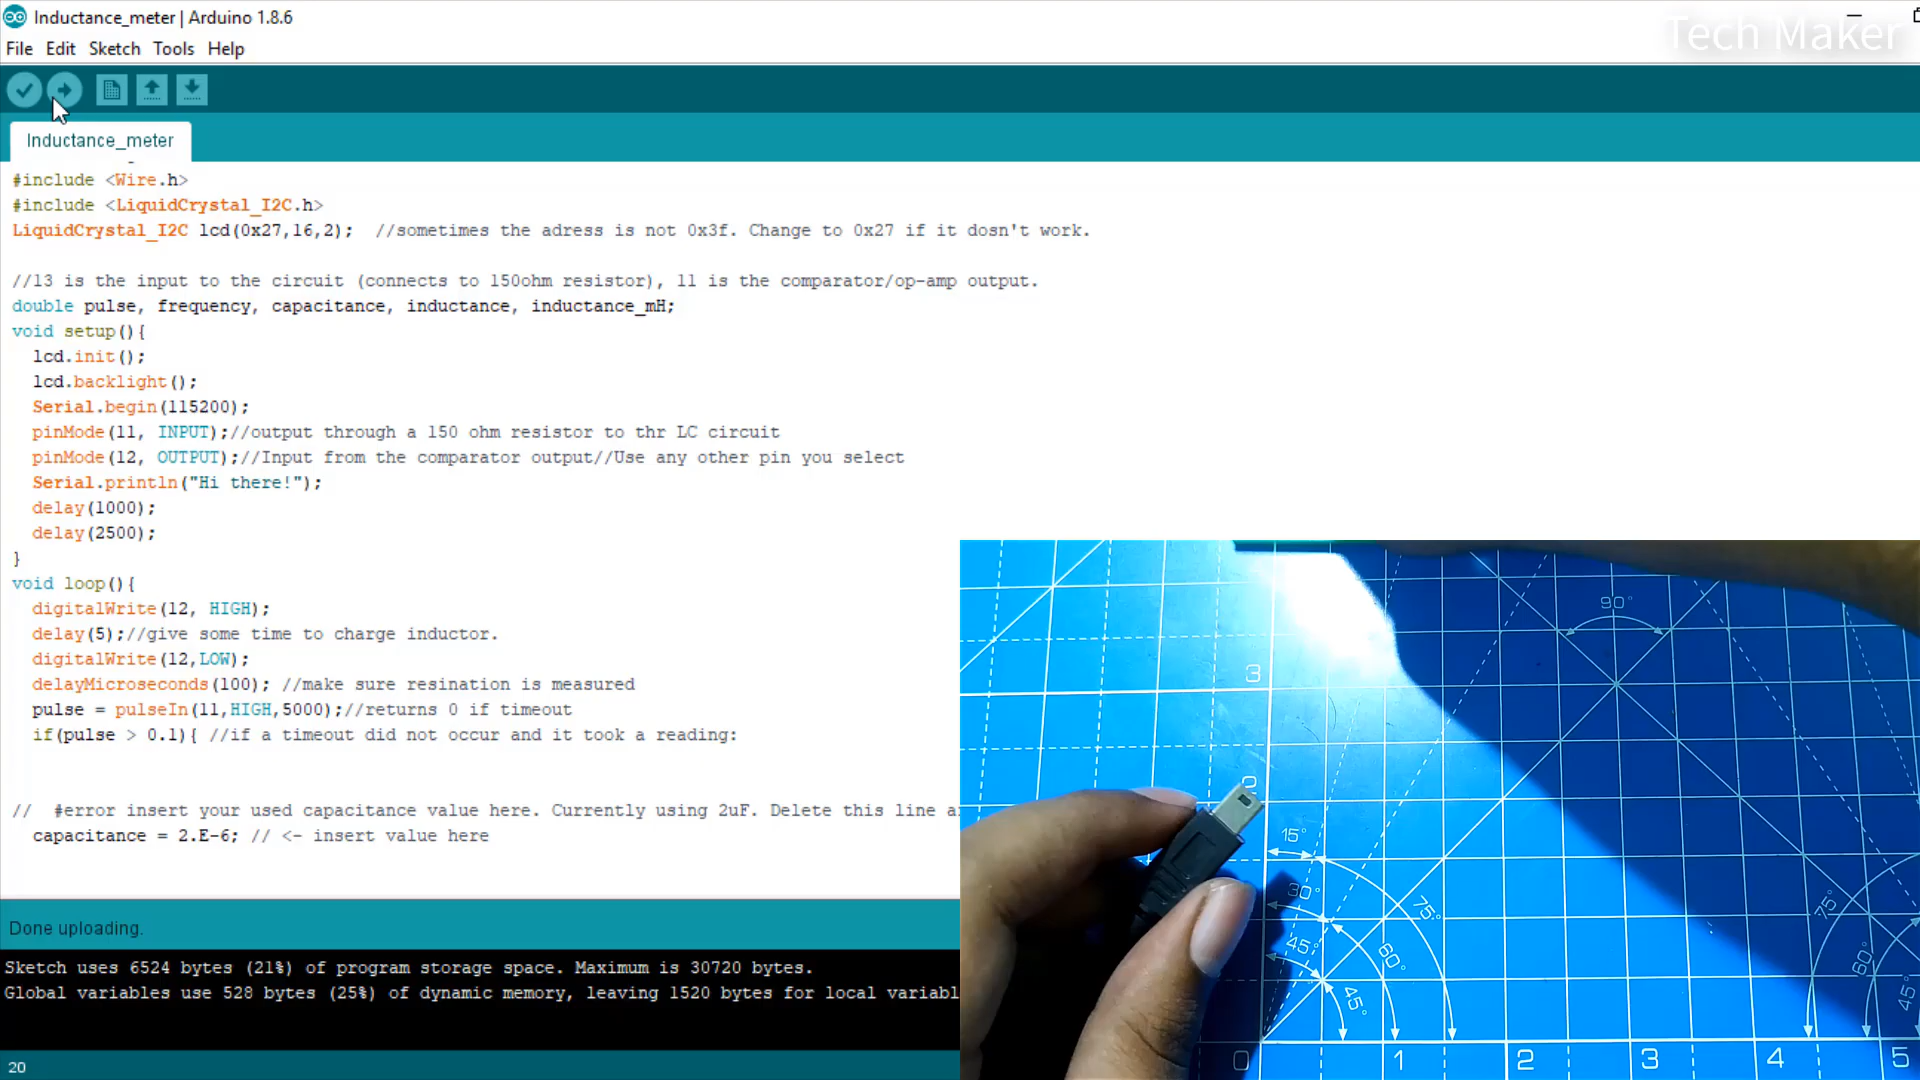 Inductance_meter | Arduino 1.8.6
Tech Maker
File Edit Sketch Tools Help
Inductance_meter
#include <Wire.h>
#include <LiquidCrystal_I2C.h>
LiquidCrystal_I2C lcd(0x27,16,2);  //sometimes the adress is not 0x3f. Change to 0x27 if it dosn't work.
//13 is the input to the circuit (connects to 150ohm resistor), 11 is the comparator/op-amp output.
double pulse, frequency, capacitance, inductance, inductance_mH;
void setup(){
lcd.init();
lcd.backlight();
Serial.begin(115200);
pinMode(11, INPUT);//output through a 150 ohm resistor to thr LC circuit
pinMode(12, OUTPUT);//Input from the comparator output//Use any other pin you select
Serial.println("Hi there!");
delay(1000);
delay(2500);
}
void loop(){
digitalWrite(12, HIGH);
delay(5);//give some time to charge inductor.
digitalWrite(12,LOW);
delayMicroseconds(100); //make sure resination is measured
pulse = pulseIn(11,HIGH,5000);//returns 0 if timeout
if(pulse > 0.1){ //if a timeout did not occur and it took a reading:
//  #error insert your used capacitance value here. Currently using 2uF. Delete this line a
capacitance = 2.E-6; // <- insert value here
Done uploading.
Sketch uses 6524 bytes (21%) of program storage space. Maximum is 30720 bytes.
Global variables use 528 bytes (25%) of dynamic memory, leaving 1520 bytes for local variabl
20
90°
3
15°
30°
45°
75°
60°
45°
75°
60°
45°
0 1 2 3 4 5